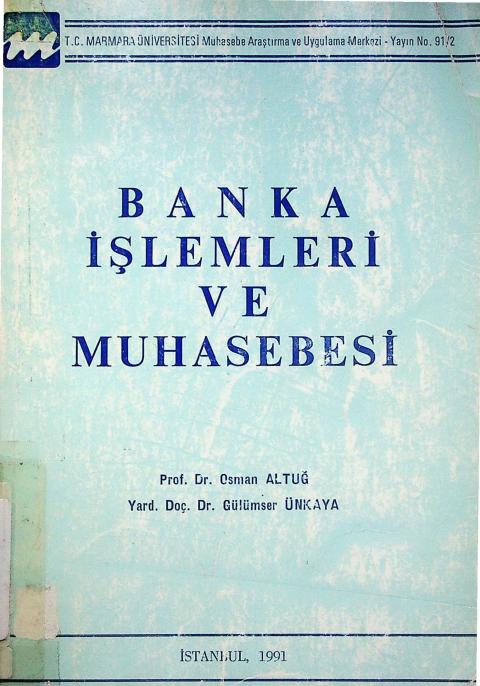 T.C. MARMARA ÜNİVERSİTESİ Muhasebe Araştırma ve Uygulama Merkezi - Yayın No. 91/2
BANKA
İŞLEMLERİ
VE
MUHASEBESİ
Prof. Dr. Osman ALTUĞ
Yard. Doç. Dr. Gülümser ÜNKAYA
İSTANBUL, 1991